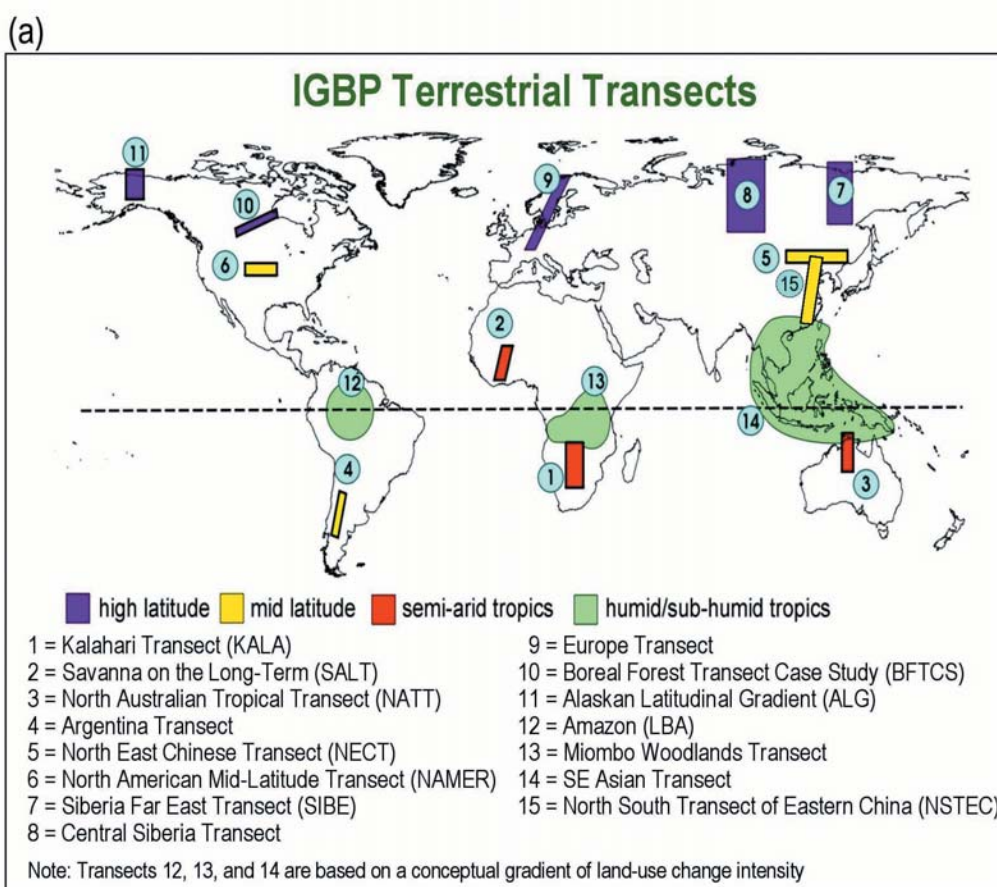 (a)
IGBP Terrestrial Transects
11
10
9
8
7
6
5
15
2
12
13
14
4
1
3
high latitude mid latitude semi-arid tropics humid/sub-humid tropics
1 = Kalahari Transect (KALA)
2 = Savanna on the Long-Term (SALT)
3 = North Australian Tropical Transect (NATT)
4 = Argentina Transect
5 = North East Chinese Transect (NECT)
6 = North American Mid-Latitude Transect (NAMER)
7 = Siberia Far East Transect (SIBE)
8 = Central Siberia Transect
9 = Europe Transect
10 = Boreal Forest Transect Case Study (BFTCS)
11 = Alaskan Latitudinal Gradient (ALG)
12 = Amazon (LBA)
13 = Miombo Woodlands Transect
14 = SE Asian Transect
15 = North South Transect of Eastern China (NSTEC)
Note: Transects 12, 13, and 14 are based on a conceptual gradient of land-use change intensity